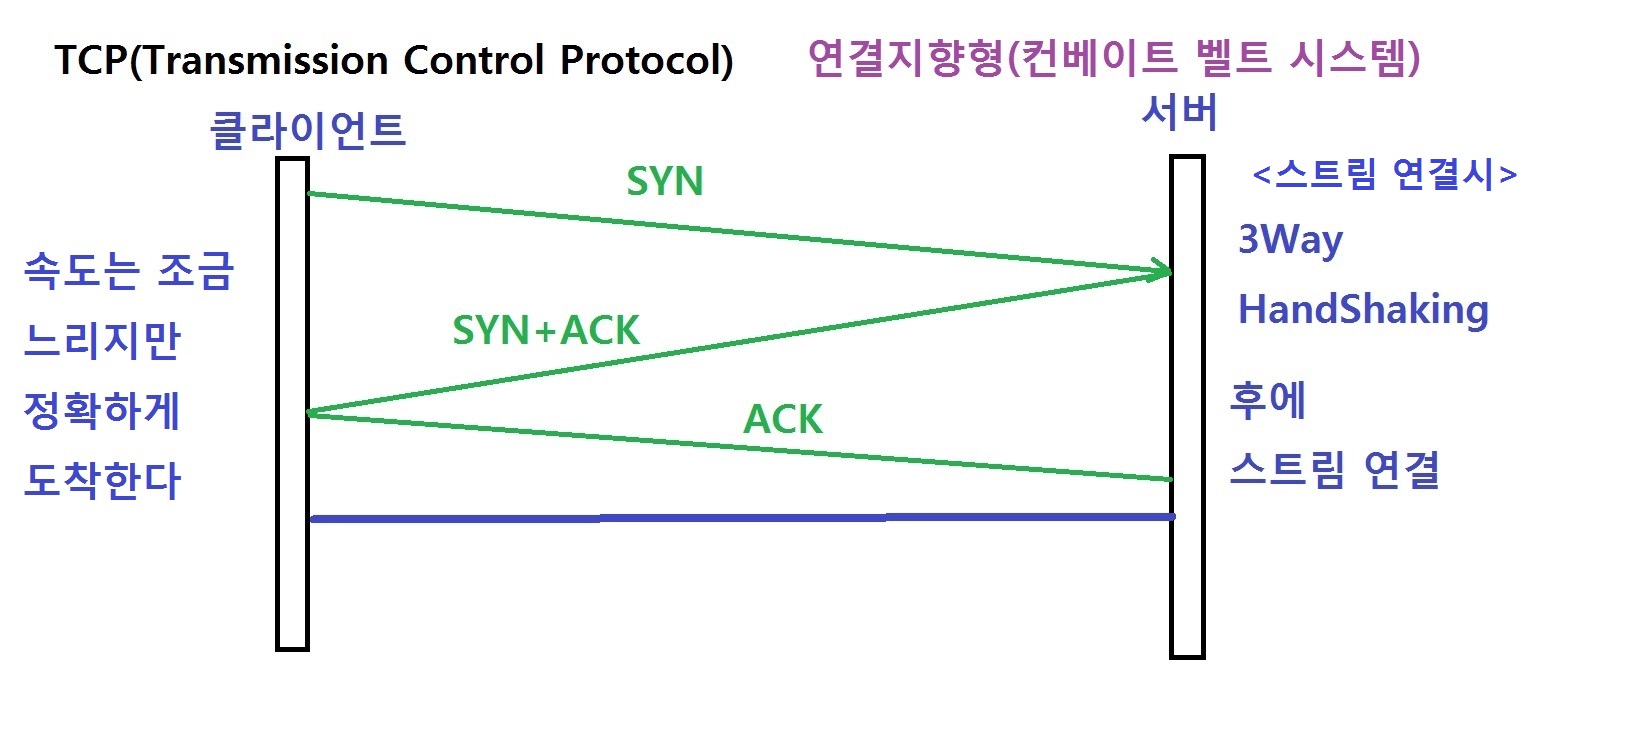 TCP(Transmission Control Protocol) 연결지향형(컨베이트 벨트 시스템)
클라이언트
서버
SYN
<스트림 연결시>
3Way
HandShaking
속도는 조금
느리지만
정확하게
도착한다
SYN+ACK
ACK
후에
스트림 연결